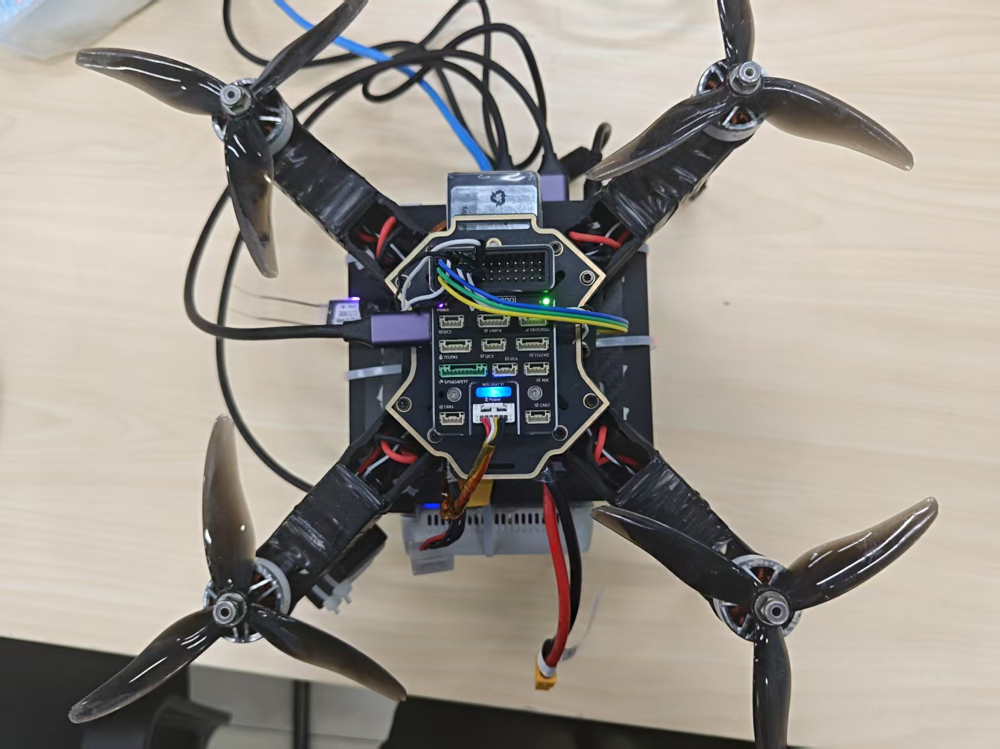 POWER
I2C2
UART4
SBUS/RSSI
TELEM1
I2C3
I2C4
TELEM2
GPS&SAFETY
ADC
RGB LIGHT ST
Power
CAN1
CAN2